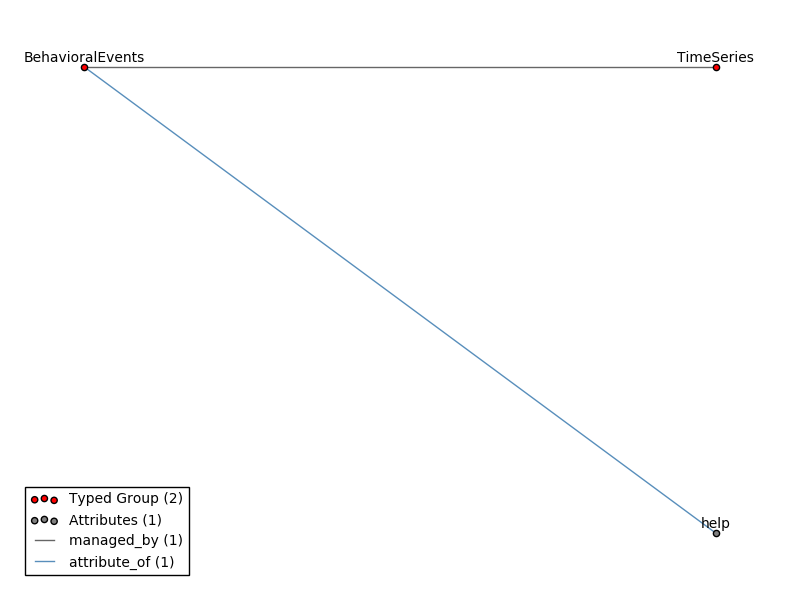 BehavioralEvents
TimeSeries
help
Typed Group (2)
Attributes (1)
managed_by (1)
attribute_of (1)